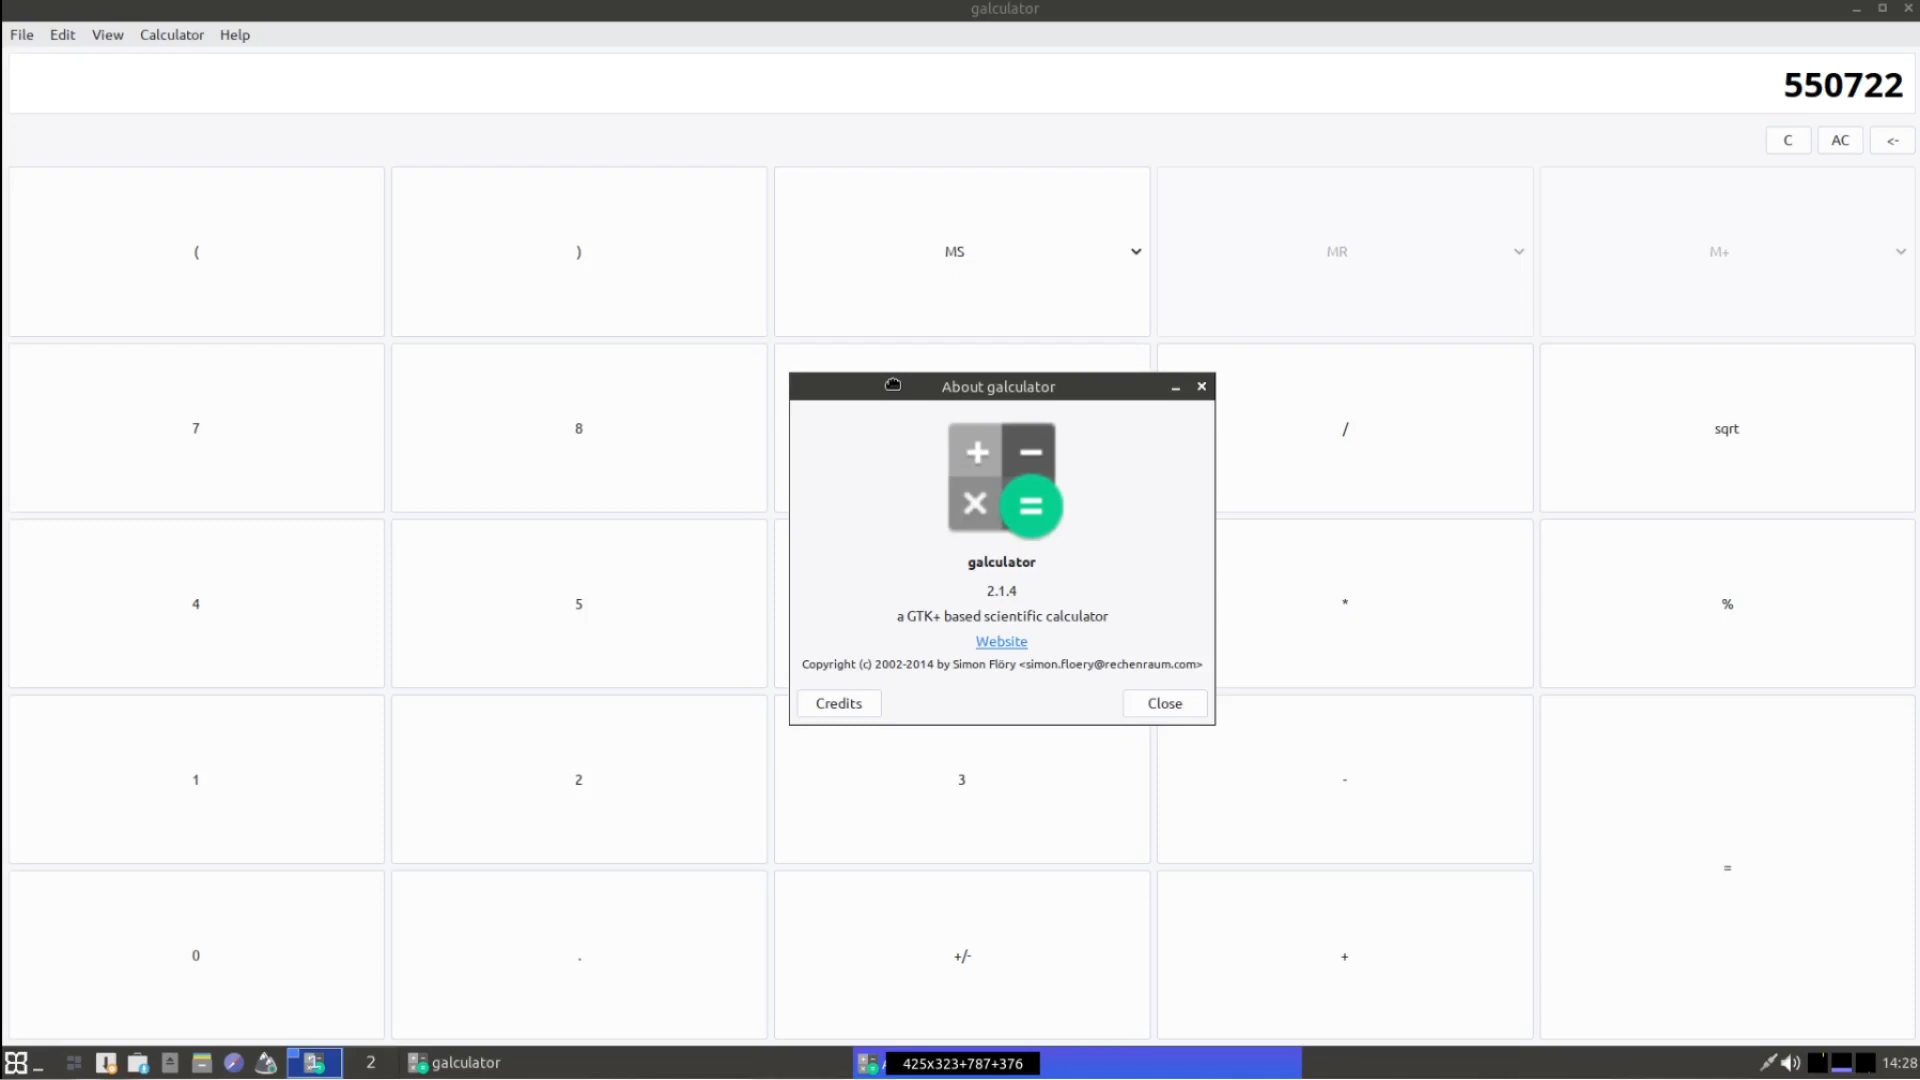 galculator
File Edit View Calculator Help
550722
C AC <-
( ) MS MR M+
7 8 / sqrt
About galculator
galculator
2.1.4
a GTK+ based scientific calculator
Website
Copyright (c) 2002-2014 by Simon Flöry <simon.floery@rechenraum.com>
Credits Close
4 5 * %
1 2 3 -
=
0 . +/- +
2 galculator 425x323+787+376 14:28